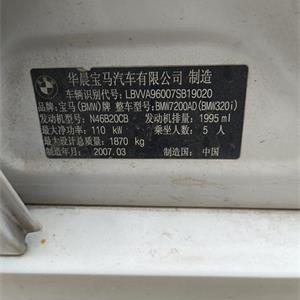 华晨宝马汽车有限公司 制造
车辆识别代号: LBVVA96007SB19020
品牌: 宝马(BMW)牌 整车型号: BMW7200AD(BMW320i)
发动机型号: N46B20CB 发动机排量: 1995ml
最大净功率: 110 kW 乘坐人数: 5 人
最大设计总质量: 1870 kg
制造年月: 2007.03 制造国: 中国